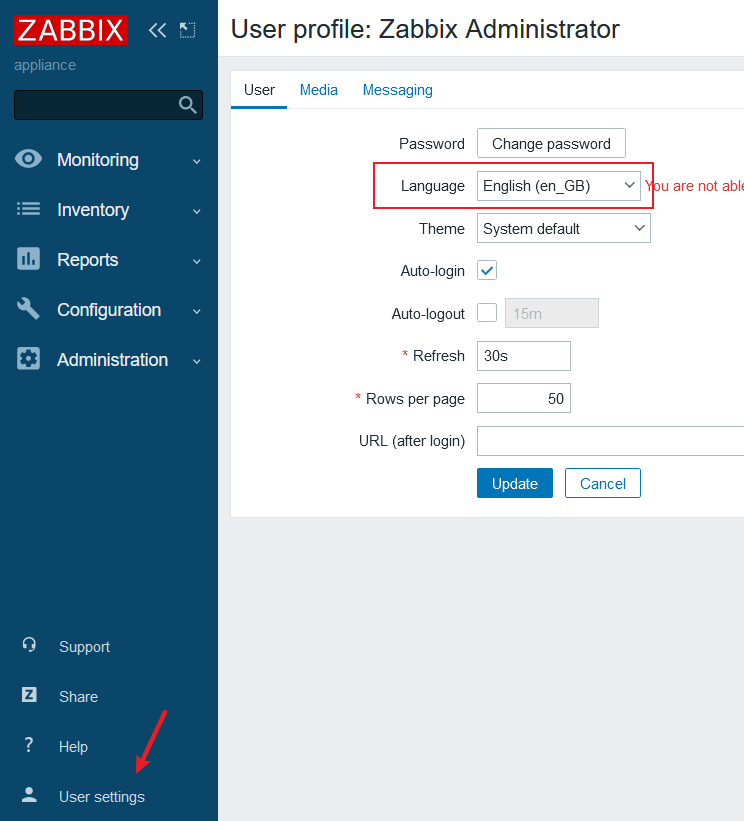 ZABBIX
appliance
Monitoring
Inventory
Reports
Configuration
Administration
Support
Share
Help
User settings
User profile: Zabbix Administrator
User Media Messaging
Password Change password
Language English (en_GB) You are not able
Theme System default
Auto-login
Auto-logout 15m
* Refresh 30s
* Rows per page 50
URL (after login)
Update Cancel